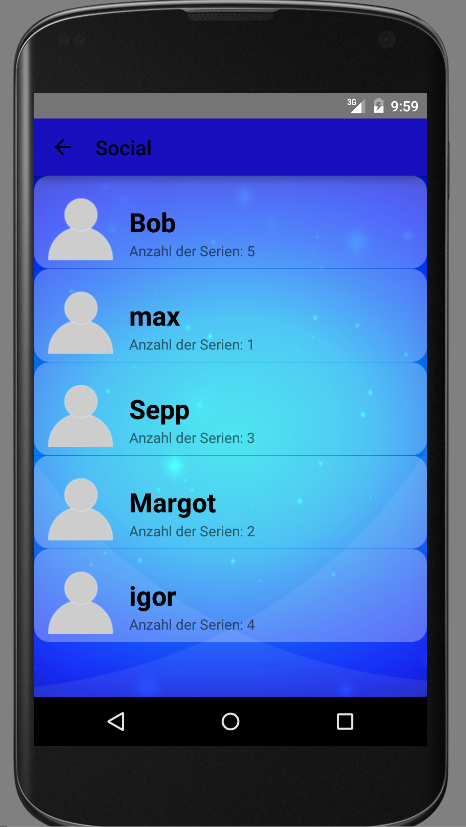 3G 9:59
Social
Bob
Anzahl der Serien: 5
max
Anzahl der Serien: 1
Sepp
Anzahl der Serien: 3
Margot
Anzahl der Serien: 2
igor
Anzahl der Serien: 4